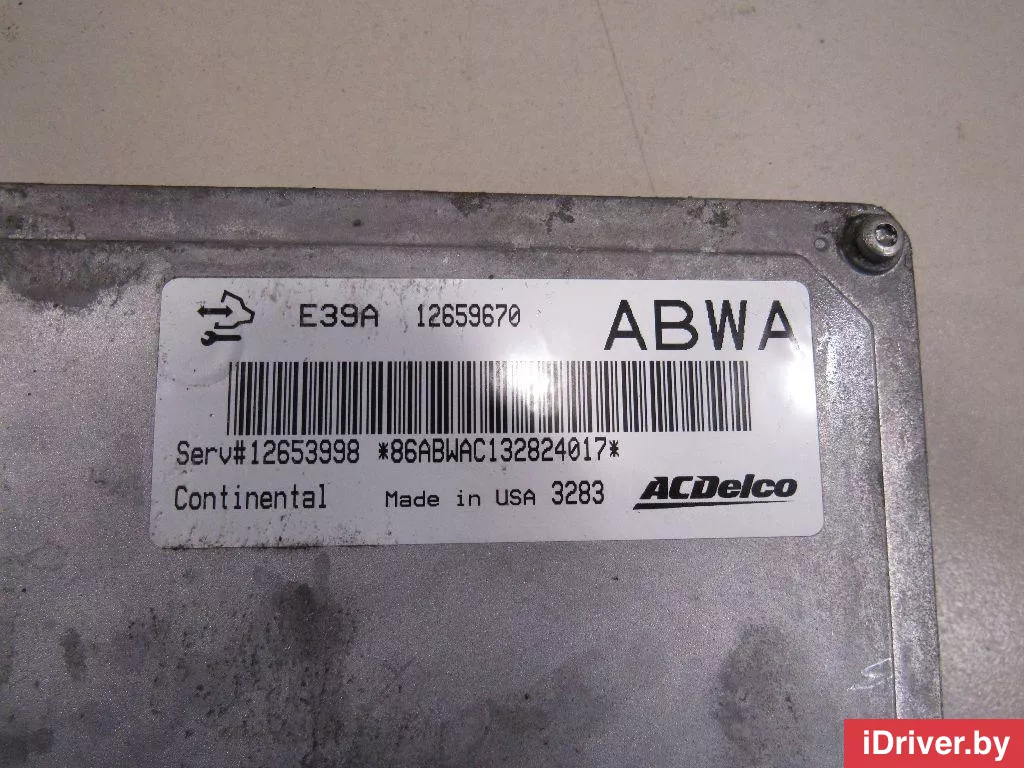 E39A 12659670 ABWA
Serv#12653998 *86ABWAC132824017*
Continental Made in USA 3283 ACDelco
S
iDriver.by